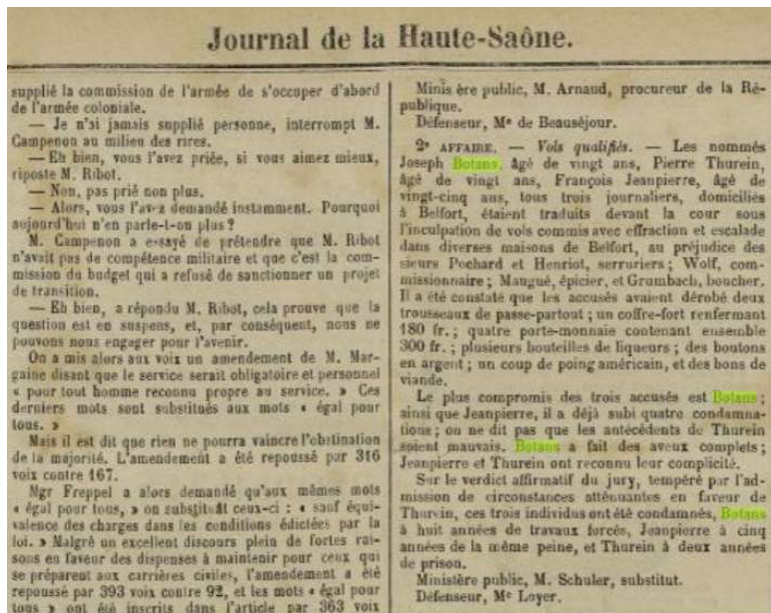 Journal de la Haute-Saône.
supplié la commission de l'armée de s'occuper d'abord
de l'armée coloniale.
— Je n'ai jamais supplié personne, interrompt M.
Campenon au milieu des rires.
— Eh bien, vous l'avez priée, si vous aimez mieux,
riposte M. Ribot.
— Non, pas prié non plus.
— Alors, vous l'avez demandé instamment. Pourquoi
aujourd'hui n'en parle-t-on plus ?
M. Campenon a essayé de prétendre que M. Ribot
n'avait pas de compétence militaire et que c'est la com-
mission du budget qui a refusé de sanctionner un projet
de transition.
— Eh bien, a répondu M. Ribot, cela prouve que la
question est en suspens, et, par conséquent, nous ne
pouvons nous engager pour l'avenir.
On a mis alors aux voix un amendement de M. Mar-
gaine disant que le service serait obligatoire et personnel
« pour tout homme reconnu propre au service. » Ces
derniers mots sont substitués aux mots « égal pour
tous. »
Mais il est dit que rien ne pourra vaincre l'obstination
de la majorité. L'amendement a été repoussé par 316
voix contre 167.
Mgr Freppel a alors demandé qu'aux mêmes mots
« égal pour tous, » on substituât ceux-ci : « sauf équi-
valence des charges dans les conditions édictées par la
loi. » Malgré un excellent discours plein de fortes rai-
sons en faveur des dispenses à maintenir pour ceux qui
se préparent aux carrières civiles, l'amendement a été
repoussé par 393 voix contre 92, et les mots « égal pour
tous » ont été inscrits dans l'article par 363 voix
Minis ère public, M. Arnaud, procureur de la Ré-
publique.
Défenseur, Me de Beauséjour.
2e AFFAIRE. — Vols qualifiés. — Les nommés
Joseph Botans, âgé de vingt ans, Pierre Thurein,
âgé de vingt ans, François Jeanpierre, âgé de
vingt-cinq ans, tous trois journaliers, domiciliés
à Belfort, étaient traduits devant la cour sous
l'inculpation de vols commis avec effraction et escalade
dans diverses maisons de Belfort, au préjudice des
sieurs Pochard et Henriot, serruriers ; Wolf, com-
missionnaire ; Maugué, épicier, et Grumbach, boucher.
Il a été constaté que les accusés avaient dérobé deux
trousseaux de passe-partout ; un coffre-fort renfermant
180 fr. ; quatre porte-monnaie contenant ensemble
300 fr. ; plusieurs bouteilles de liqueurs ; des boutons
en argent ; un coup de poing américain, et des bons de
viande.
Le plus compromis des trois accusés est Botans ;
ainsi que Jeanpierre, il a déjà subi quatre condamna-
tions ; on ne dit pas que les antécédents de Thurein
soient mauvais. Botans a fait des aveux complets ;
Jeanpierre et Thurein ont reconnu leur complicité.
Sur le verdict affirmatif du jury, tempéré par l'ad-
mission de circonstances atténuantes en faveur de
Thurein, ces trois individus ont été condamnés, Botans
à huit années de travaux forcés, Jeanpierre à cinq
années de la même peine, et Thurein à deux années
de prison.
Ministère public, M. Schuler, substitut.
Défenseur, Me Loyer.